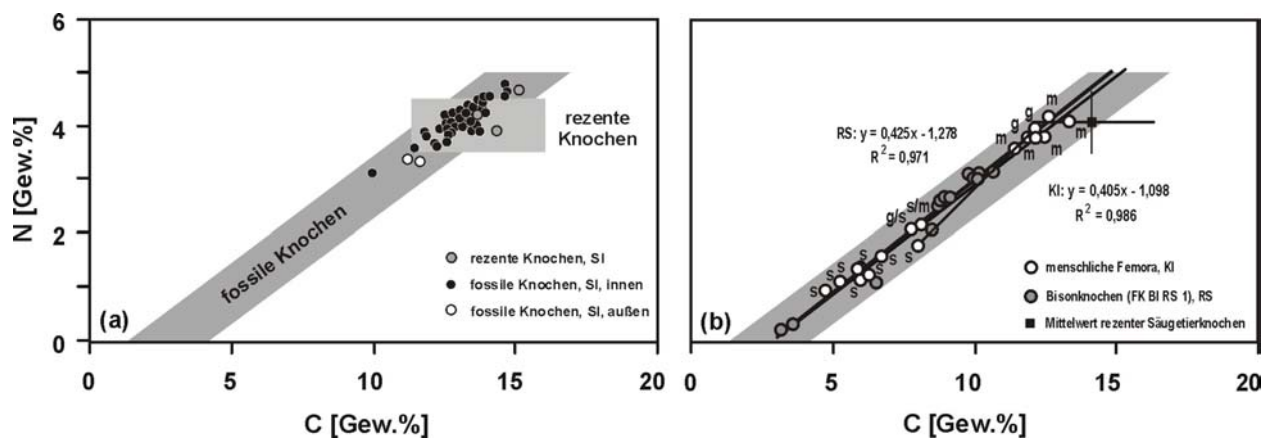 6
4
2
0
N [Gew.%]
rezente
Knochen
fossile Knochen
rezente Knochen, SI
fossile Knochen, SI, innen
fossile Knochen, SI, außen
(a)
0
5
10
15
20
C [Gew.%]
m
g
g
m
m
m
RS: y = 0,425x - 1,278
R² = 0,971
KI: y = 0,405x - 1,098
R² = 0,986
s/m
g/s
s
s
s
s
s
s
s
s
menschliche Femora, KI
Bisonknochen (FK BI RS 1), RS
Mittelwert rezenter Säugetierknochen
(b)
5
10
15
20
C [Gew.%]